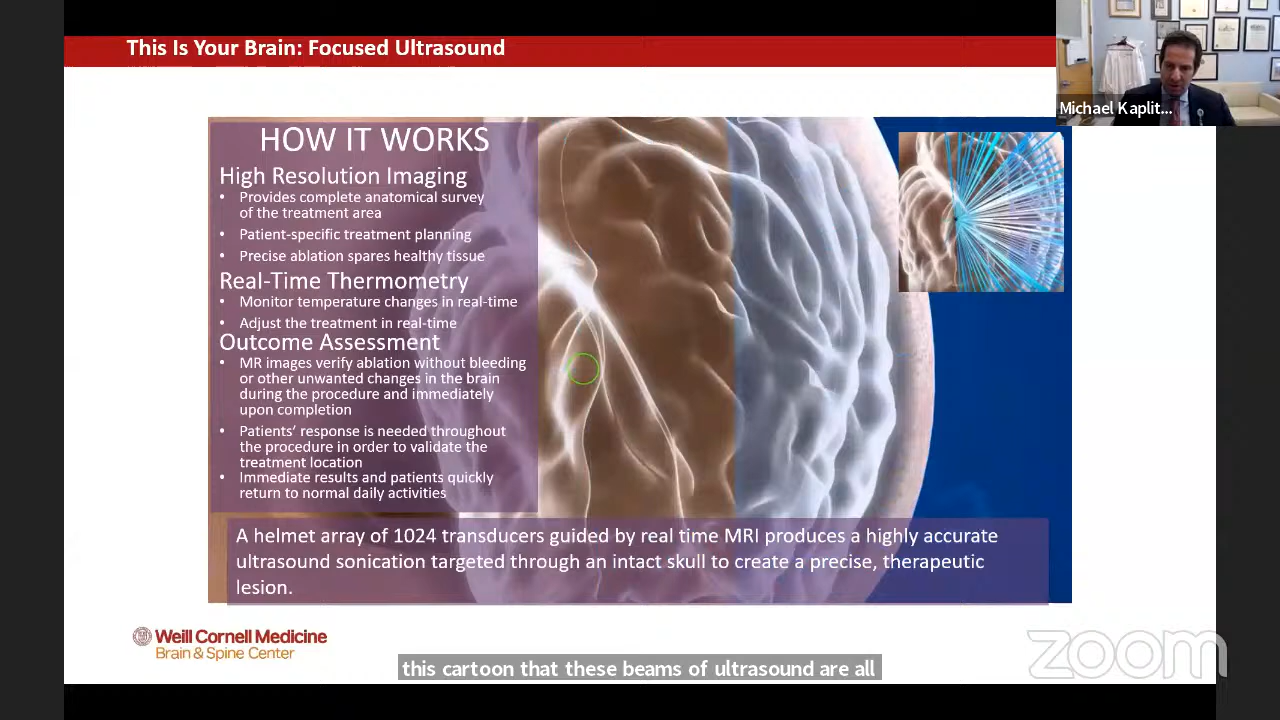 This Is Your Brain: Focused Ultrasound
Michael Kaplit...
HOW IT WORKS
High Resolution Imaging
• Provides complete anatomical survey
of the treatment area
• Patient-specific treatment planning
• Precise ablation spares healthy tissue
Real-Time Thermometry
• Monitor temperature changes in real-time
• Adjust the treatment in real-time
Outcome Assessment
• MR images verify ablation without bleeding
or other unwanted changes in the brain
during the procedure and immediately
upon completion
• Patients’ response is needed throughout
the procedure in order to validate the
treatment location
• Immediate results and patients quickly
return to normal daily activities
A helmet array of 1024 transducers guided by real time MRI produces a highly accurate
ultrasound sonication targeted through an intact skull to create a precise, therapeutic
lesion.
Weill Cornell Medicine
Brain & Spine Center
zoom
this cartoon that these beams of ultrasound are all